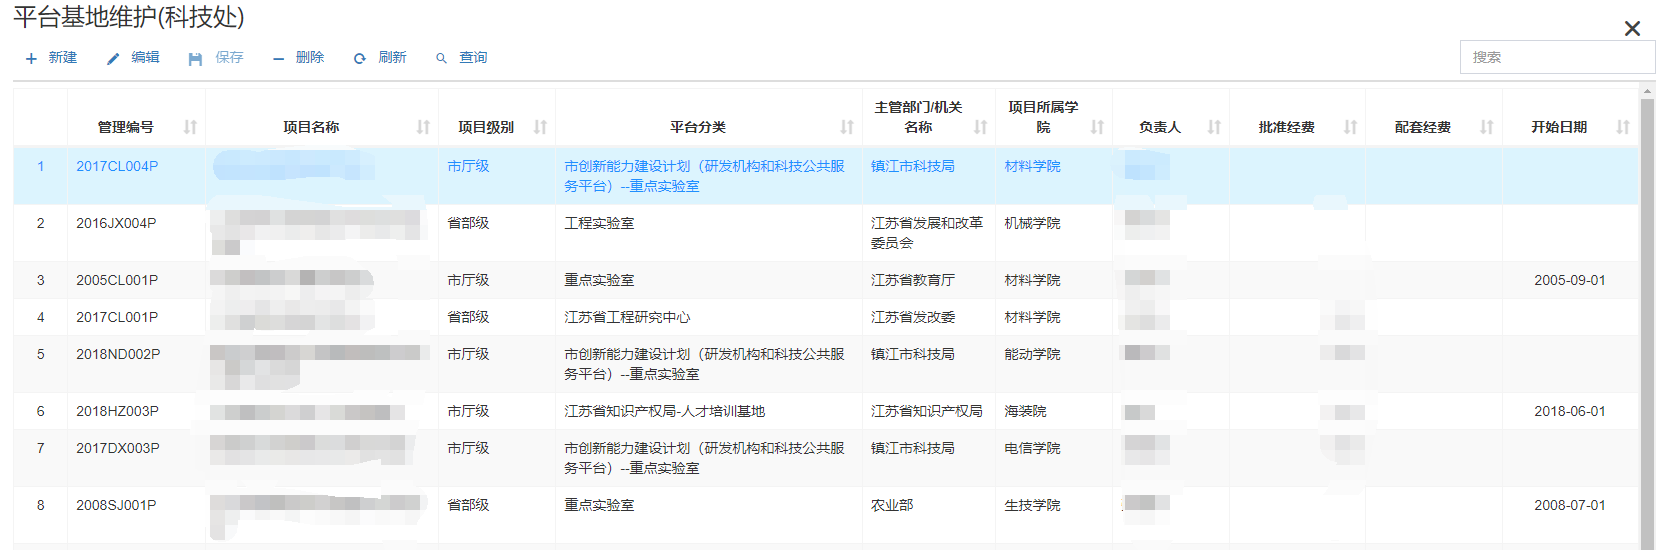 平台基地维护(科技处)
新建 编辑 保存 删除 刷新 查询 搜索
管理编号 项目名称 项目级别 平台分类 主管部门/机关名称 项目所属学院 负责人 批准经费 配套经费 开始日期
1 2017CL004P 市厅级 市创新能力建设计划（研发机构和科技公共服务平台）--重点实验室 镇江市科技局 材料学院
2 2016JX004P 省部级 工程实验室 江苏省发展和改革委员会 机械学院
3 2005CL001P 市厅级 重点实验室 江苏省教育厅 材料学院 2005-09-01
4 2017CL001P 省部级 江苏省工程研究中心 江苏省发改委 材料学院
5 2018ND002P 市厅级 市创新能力建设计划（研发机构和科技公共服务平台）--重点实验室 镇江市科技局 能动学院
6 2018HZ003P 市厅级 江苏省知识产权局-人才培训基地 江苏省知识产权局 海装院 2018-06-01
7 2017DX003P 市厅级 市创新能力建设计划（研发机构和科技公共服务平台）--重点实验室 镇江市科技局 电信学院
8 2008SJ001P 省部级 重点实验室 农业部 生技学院 2008-07-01